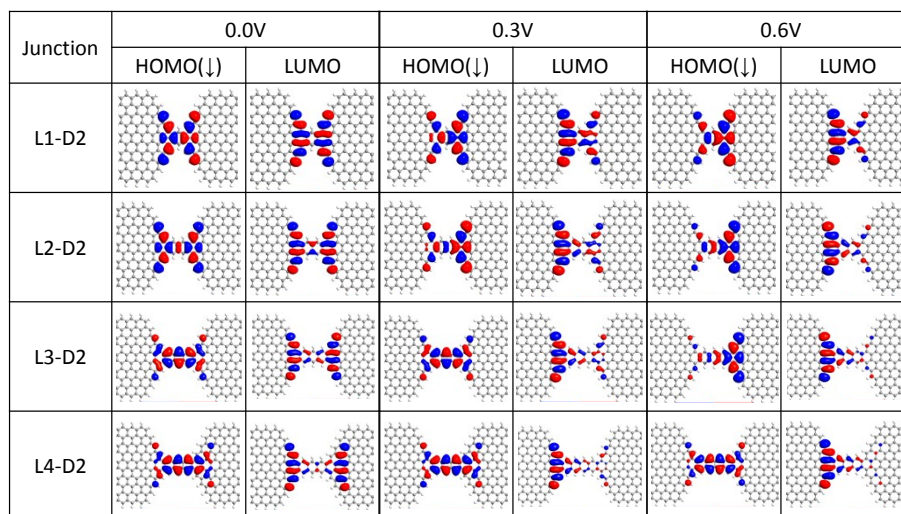 Junction
0.0V 0.3V 0.6V
HOMO(↓) LUMO HOMO(↓) LUMO HOMO(↓) LUMO
L1-D2
L2-D2
L3-D2
L4-D2